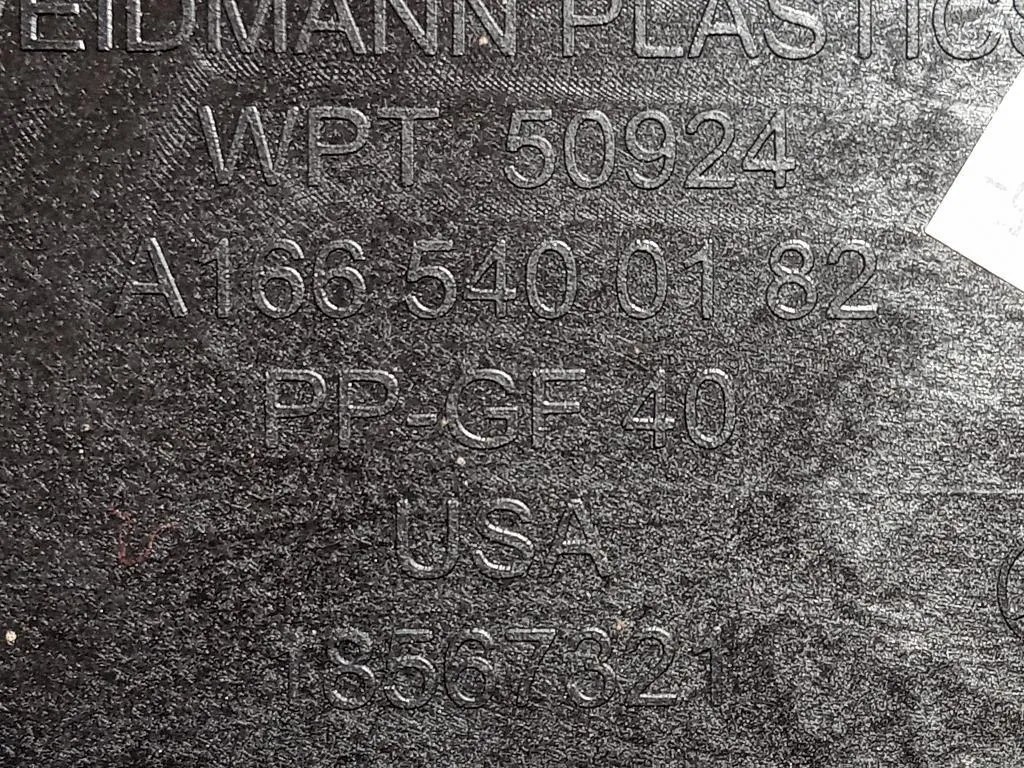 EIDMANN PLASTICS
WPT 50924
A 166 540 01 82
PP-GF 40
USA
18567321